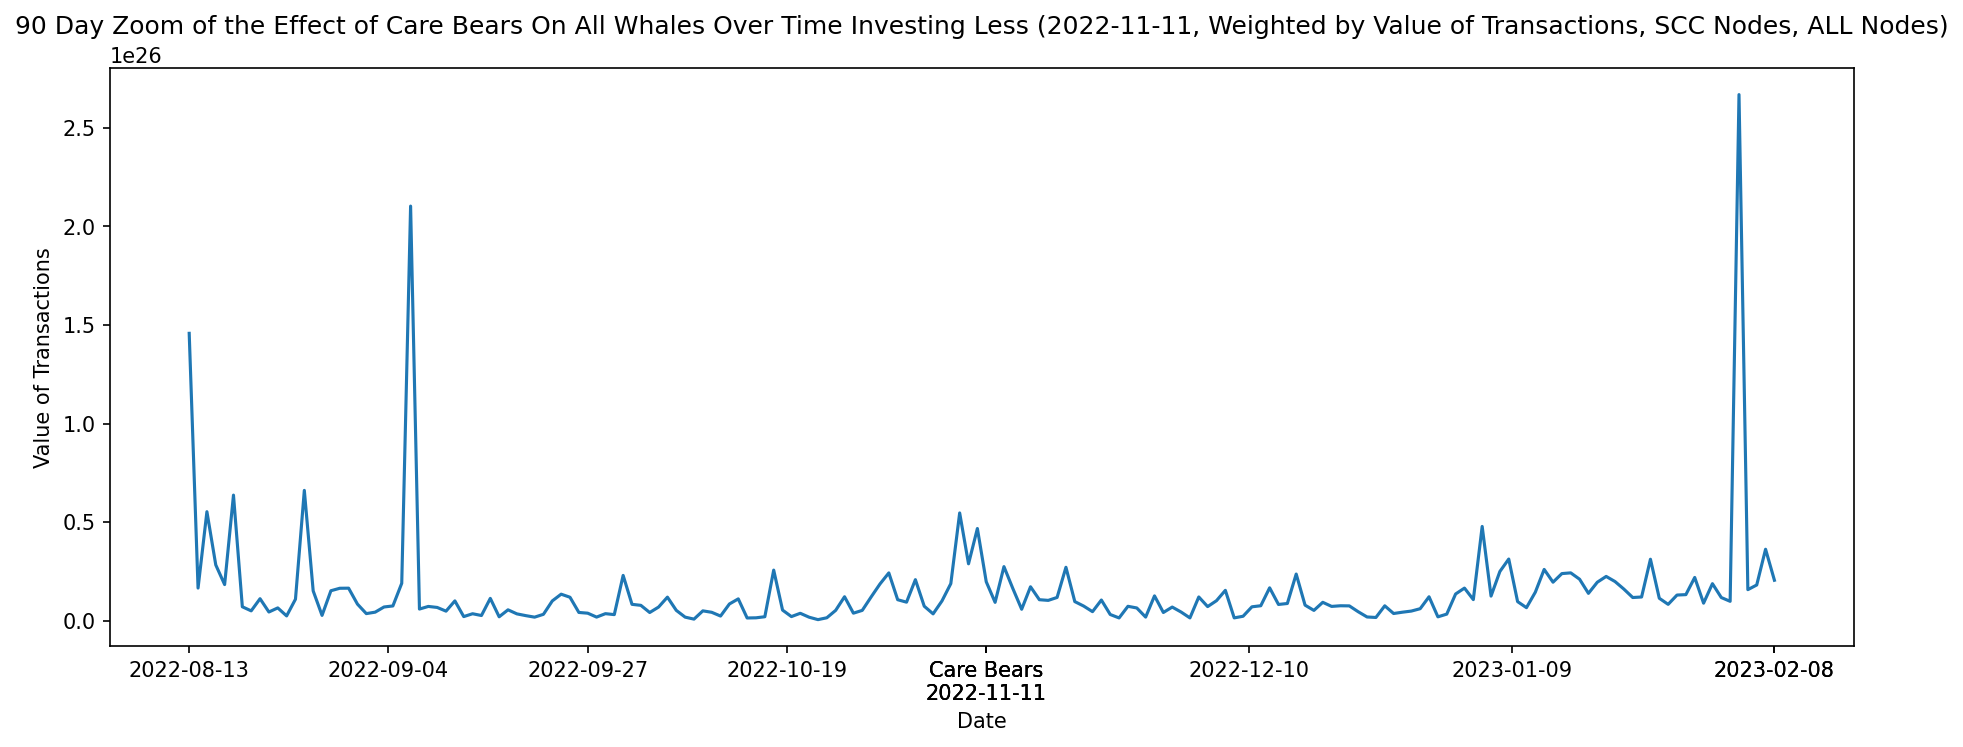 90 Day Zoom of the Effect of Care Bears On All Whales Over Time Investing Less (2022-11-11, Weighted by Value of Transactions, SCC Nodes, ALL Nodes)
1e26
2.5
2.0
1.5
1.0
0.5
0.0
Value of Transactions
2022-08-13 2022-09-04 2022-09-27 2022-10-19 Care Bears 2022-12-10 2023-01-09 2023-02-08
2022-11-11
Date